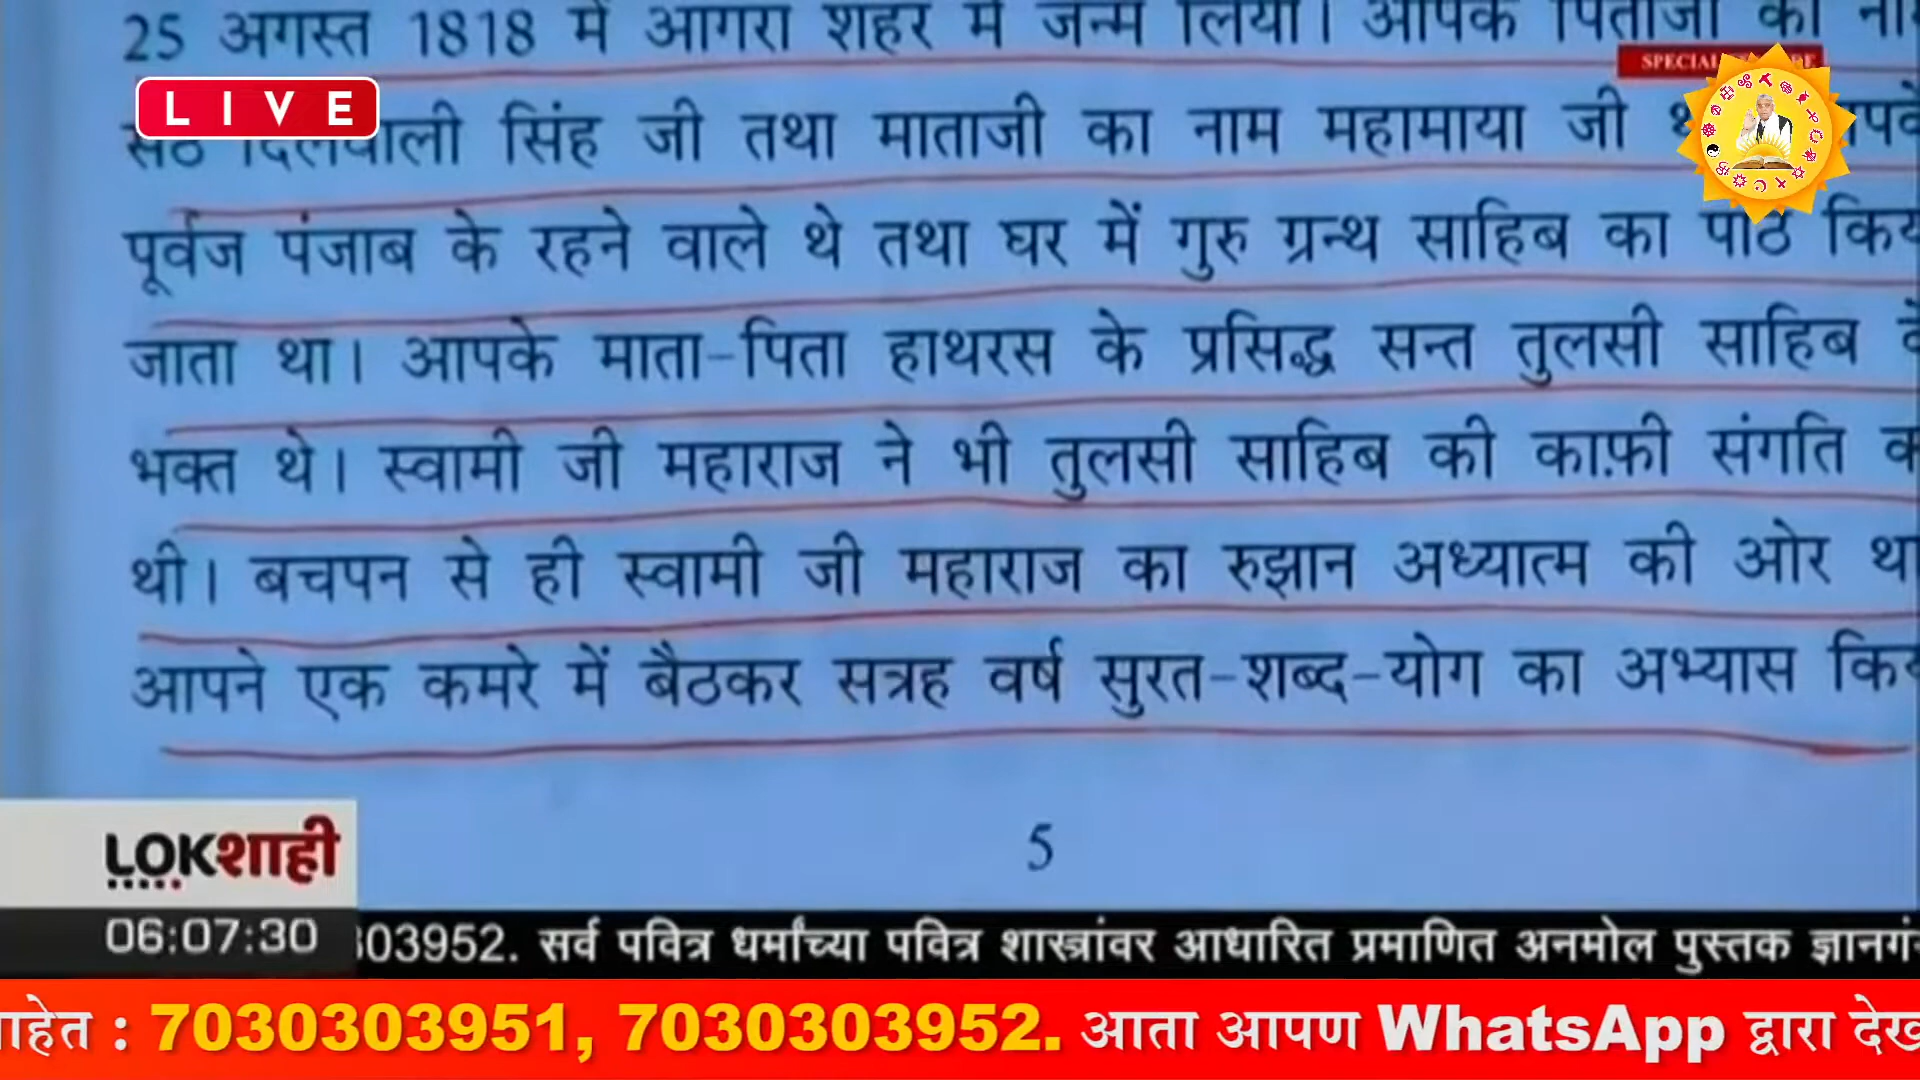 25 अगस्त 1818 में आगरा शहर में जन्म लिया। आपके पिताजी का
SPECIAL
LIVE
सेठ सिंह जी तथा माताजी का नाम महामाया जी
पूर्वज पंजाब के रहने वाले थे तथा घर में गुरु ग्रन्थ साहिब का पाठ
जाता था। आपके माता-पिता हाथरस के प्रसिद्ध सन्त तुलसी साहिब
भक्त थे। स्वामी जी महाराज ने भी तुलसी साहिब की काफ़ी संगति
थी। बचपन से ही स्वामी जी महाराज का रुझान अध्यात्म की ओर
आपने एक कमरे में बैठकर सत्रह वर्ष सुरत-शब्द-योग का अभ्यास
5
LOKशाही
06:07:30
03952. सर्व पवित्र धर्मांच्या पवित्र शास्त्रांवर आधारित प्रमाणित अनमोल पुस्तक
: 7030303951, 7030303952. आता आपण WhatsApp द्वारा